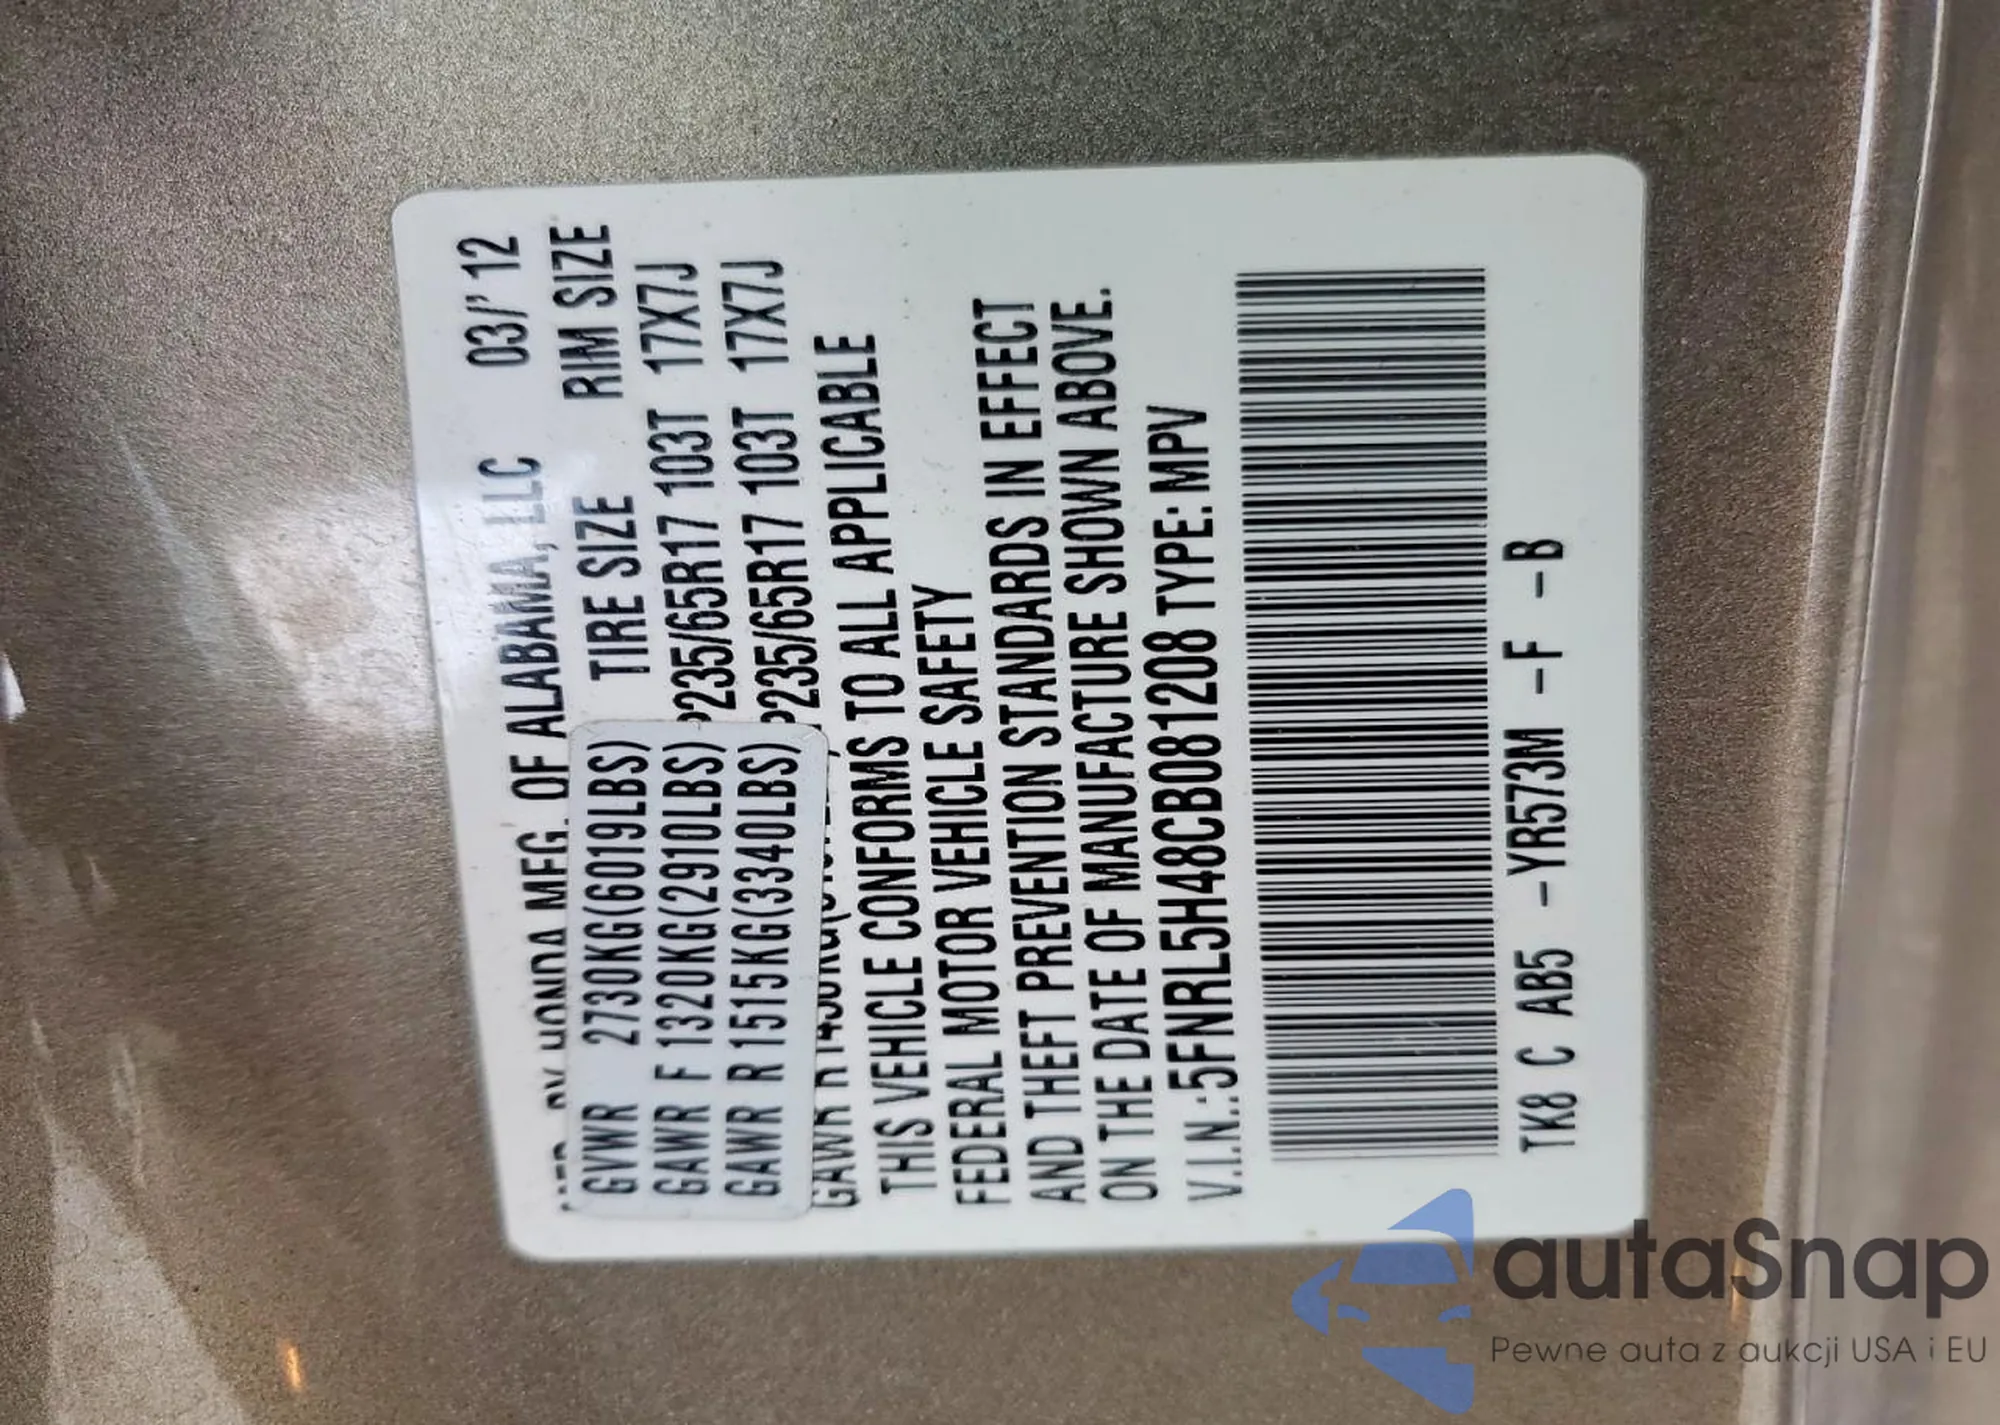 MFG. OF ALABAMA, LLC 03/'12
TIRE SIZE RIM SIZE
GVWR 2730KG(6019LBS)
GAWR F 1320KG(2910LBS) P235/65R17 103T 17X7J
GAWR R 1515KG(3340LBS) P235/65R17 103T 17X7J
GAWR R
THIS VEHICLE CONFORMS TO ALL APPLICABLE
FEDERAL MOTOR VEHICLE SAFETY
AND THEFT PREVENTION STANDARDS IN EFFECT
ON THE DATE OF MANUFACTURE SHOWN ABOVE.
V.I.N.:5FNRL5H48CB081208 TYPE: MPV
TK8 C AB5 -YR573M -F -B
autaSnap
Pewne auta z aukcji USA i EU